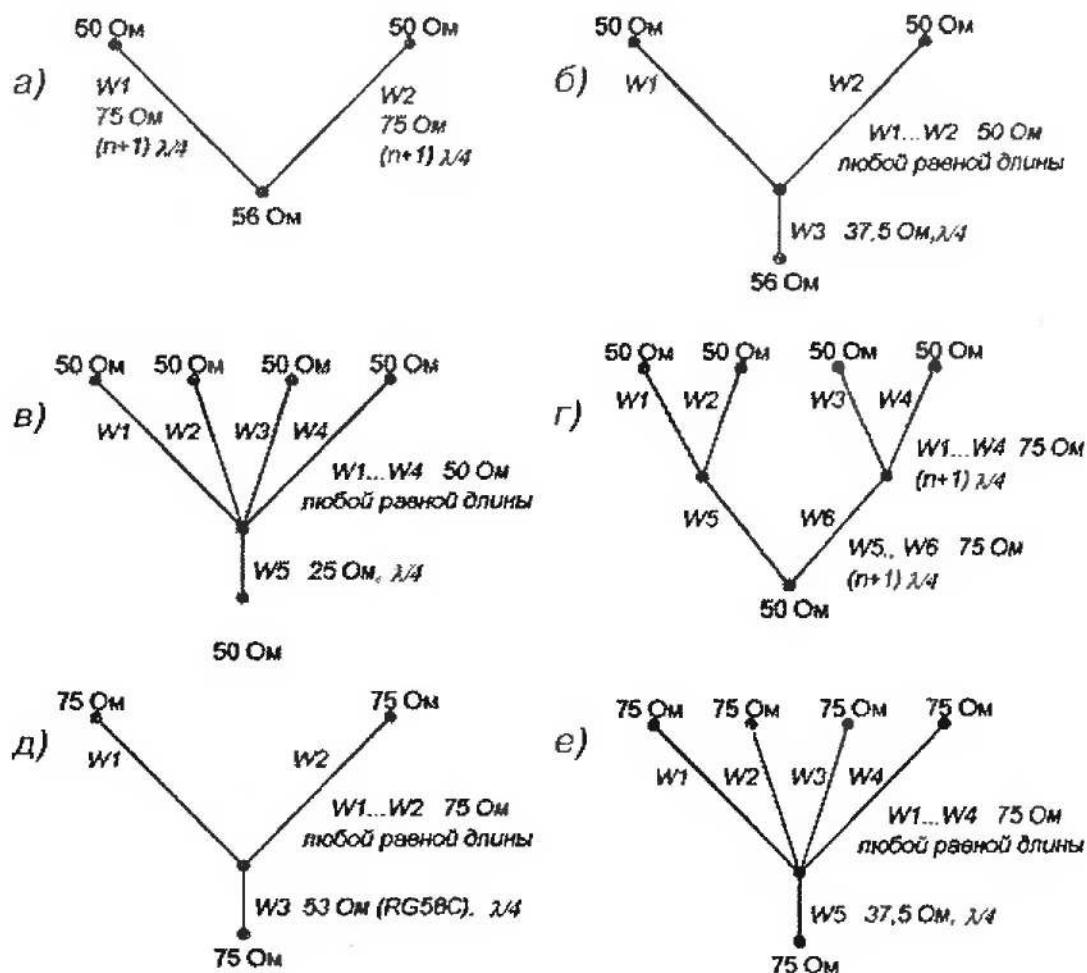 а)
50 Ом
50 Ом
W1
75 Ом
(n+1) λ/4
W2
75 Ом
(n+1) λ/4
56 Ом
б)
50 Ом
50 Ом
W1
W2
W1...W2 50 Ом
любой равной длины
W3 37,5 Ом, λ/4
56 Ом
в)
50 Ом 50 Ом 50 Ом 50 Ом
W1 W2 W3 W4
W1...W4 50 Ом
любой равной длины
W5 25 Ом, λ/4
50 Ом
г)
50 Ом 50 Ом 50 Ом 50 Ом
W1 W2 W3 W4
W1...W4 75 Ом
(n+1) λ/4
W5 W6
W5., W6 75 Ом
(n+1) λ/4
50 Ом
д)
75 Ом
75 Ом
W1
W2
W1...W2 75 Ом
любой равной длины
W3 53 Ом (RG58C). λ/4
75 Ом
е)
75 Ом 75 Ом 75 Ом 75 Ом
W1 W2 W3 W4
W1...W4 75 Ом
любой равной длины
W5 37,5 Ом, λ/4
75 Ом